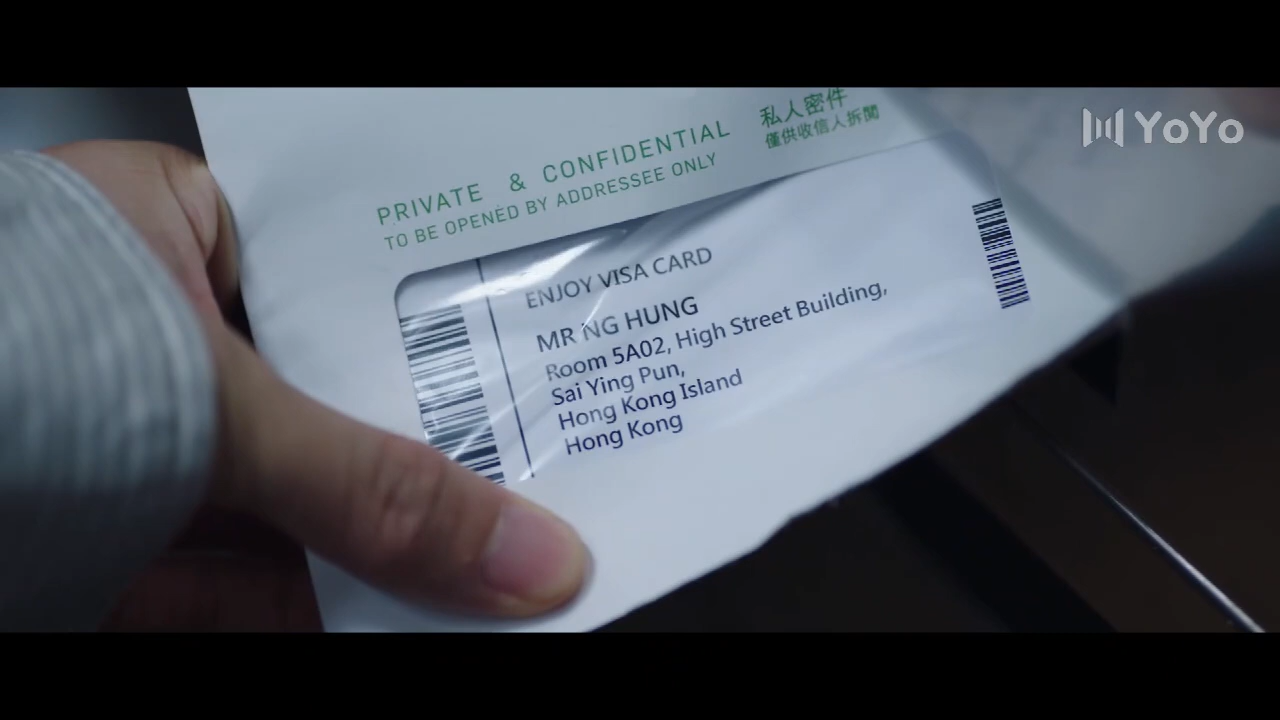 YoYo
PRIVATE & CONFIDENTIAL
TO BE OPENED BY ADDRESSEE ONLY
私人密件
僅供收信人拆閱
ENJOY VISA CARD
MR NG HUNG
Room 5A02, High Street Building,
Sai Ying Pun,
Hong Kong Island
Hong Kong